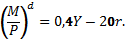 (M/P)^d = 0,4Y − 20r.